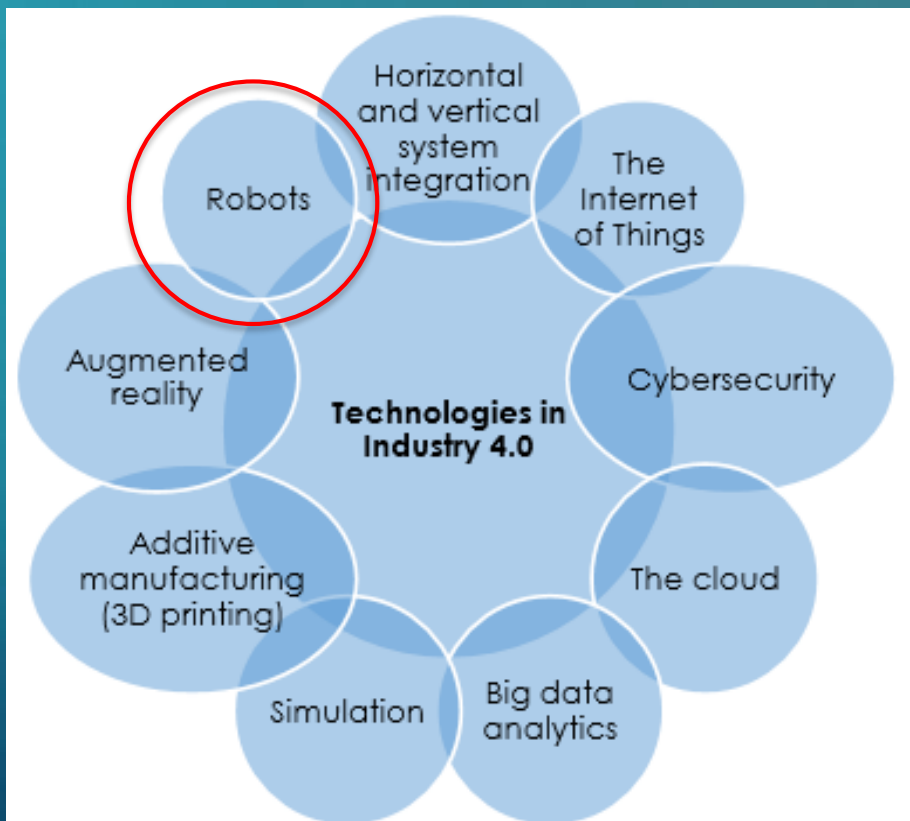 Horizontal
and vertical
system
integration
The
Internet
of Things
Cybersecurity
The cloud
Big data
analytics
Simulation
Additive
manufacturing
(3D printing)
Augmented
reality
Robots
Technologies in
Industry 4.0